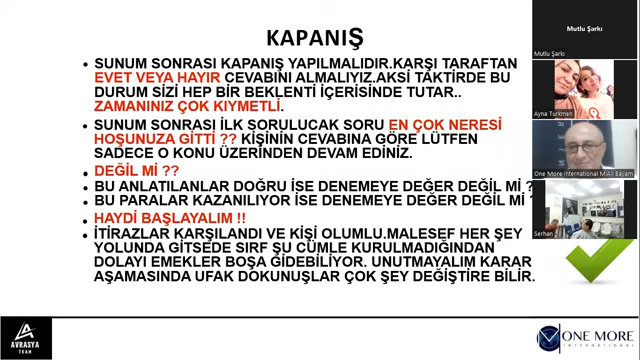 KAPANIŞ
• SUNUM SONRASI KAPANIŞ YAPILMALIDIR.KARŞI TARAFTAN
EVET VEYA HAYIR CEVABINI ALMALIYIZ.AKSİ TAKTİRDE BU
DURUM SİZİ HEP BİR BEKLENTİ İÇERİSİNDE TUTAR..
ZAMANINIZ ÇOK KIYMETLİ.
• SUNUM SONRASI İLK SORULUCAK SORU EN ÇOK NERESİ
HOŞUNUZA GİTTİ ?? KİŞİNİN CEVABINA GÖRE LÜTFEN
SADECE O KONU ÜZERİNDEN DEVAM EDİNİZ.
• DEĞİL Mİ ??
• BU ANLATILANLAR DOĞRU İSE DENEMEYE DEĞER DEĞİL Mİ ?
• BU PARALAR KAZANILIYOR İSE DENEMEYE DEĞER DEĞİL Mİ ?
• HAYDİ BAŞLAYALIM !!
• İTİRAZLAR KARŞILANDI VE KİŞİ OLUMLU.MALESEF HER ŞEY
YOLUNDA GİTSEDE SIRF ŞU CÜMLE KURULMADIĞINDAN
DOLAYI EMEKLER BOŞA GİDEBİLİYOR. UNUTMAYALIM KARAR
AŞAMASINDA UFAK DOKUNUŞLAR ÇOK ŞEY DEĞİŞTİRE BİLİR.
Mutlu Şarkı
Mutlu Şarkı
Ayna Turkmen
One More International M.Ali Bayam
Serhan
AVRASYA
TEAM
ONE MORE
INTERNATIONAL